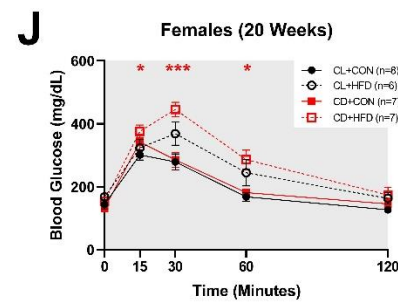 J
Females (20 Weeks)
600
400
200
0
Blood Glucose (mg/dL)
* *** *
CL+CON (n=6)
CL+HFD (n=6)
CD+CON (n=7)
CD+HFD (n=7)
0 15 30 60 120
Time (Minutes)